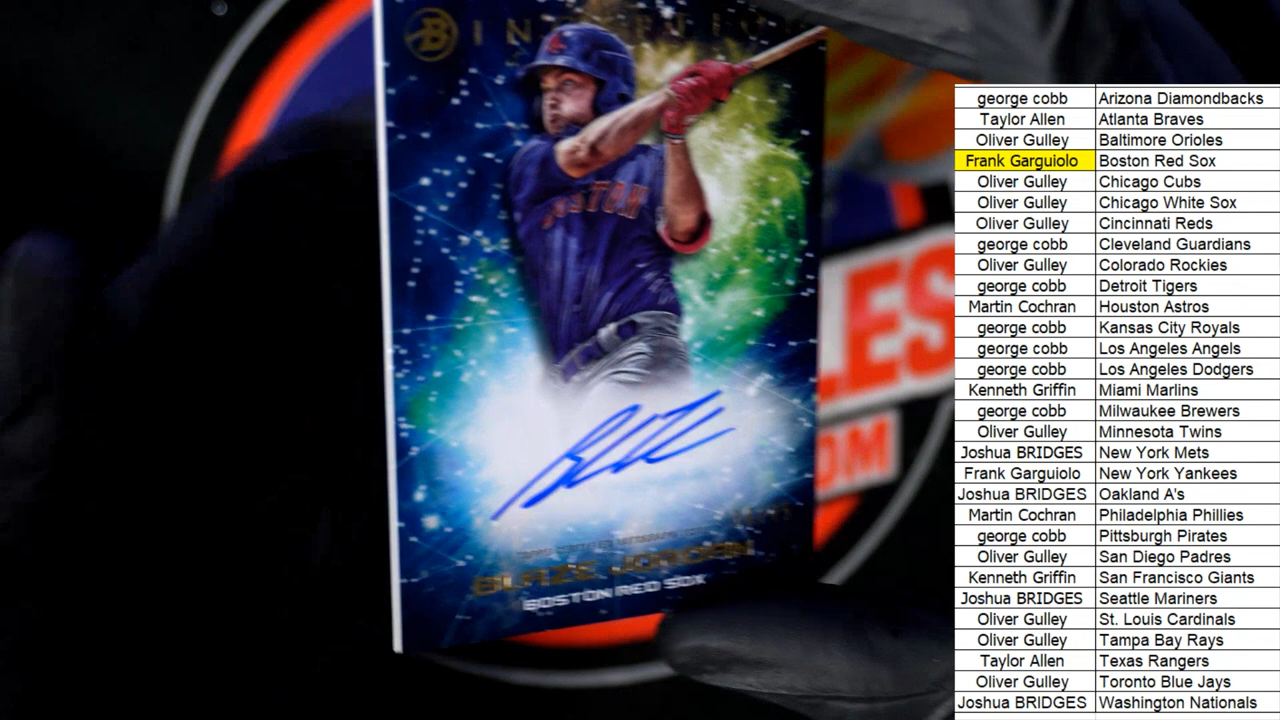 B INCEPTION
BOSTON
BLAZE JORDAN
BOSTON RED SOX
LES
OM
george cobb Arizona Diamondbacks
Taylor Allen Atlanta Braves
Oliver Gulley Baltimore Orioles
Frank Garguiolo Boston Red Sox
Oliver Gulley Chicago Cubs
Oliver Gulley Chicago White Sox
Oliver Gulley Cincinnati Reds
george cobb Cleveland Guardians
Oliver Gulley Colorado Rockies
george cobb Detroit Tigers
Martin Cochran Houston Astros
george cobb Kansas City Royals
george cobb Los Angeles Angels
george cobb Los Angeles Dodgers
Kenneth Griffin Miami Marlins
george cobb Milwaukee Brewers
Oliver Gulley Minnesota Twins
Joshua BRIDGES New York Mets
Frank Garguiolo New York Yankees
Joshua BRIDGES Oakland A's
Martin Cochran Philadelphia Phillies
george cobb Pittsburgh Pirates
Oliver Gulley San Diego Padres
Kenneth Griffin San Francisco Giants
Joshua BRIDGES Seattle Mariners
Oliver Gulley St. Louis Cardinals
Oliver Gulley Tampa Bay Rays
Taylor Allen Texas Rangers
Oliver Gulley Toronto Blue Jays
Joshua BRIDGES Washington Nationals